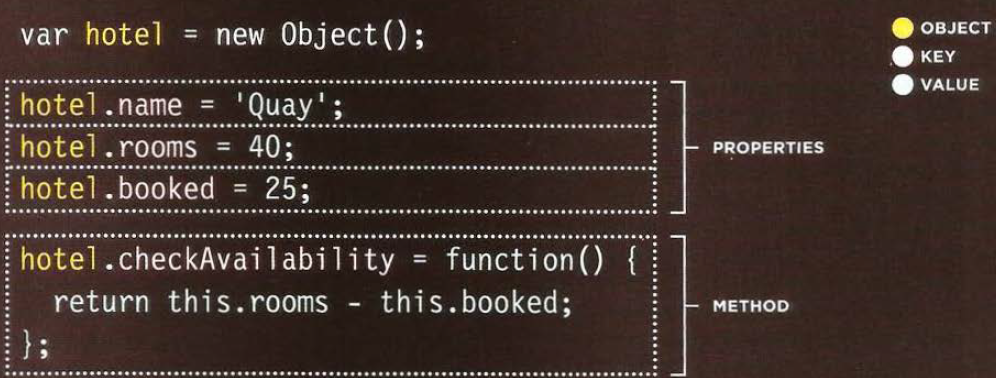 var hotel = new Object();
OBJECT
KEY
VALUE
hotel.name = 'Quay';
hotel.rooms = 40;
hotel.booked = 25;
PROPERTIES
hotel.checkAvailability = function() {
  return this.rooms - this.booked;
};
METHOD